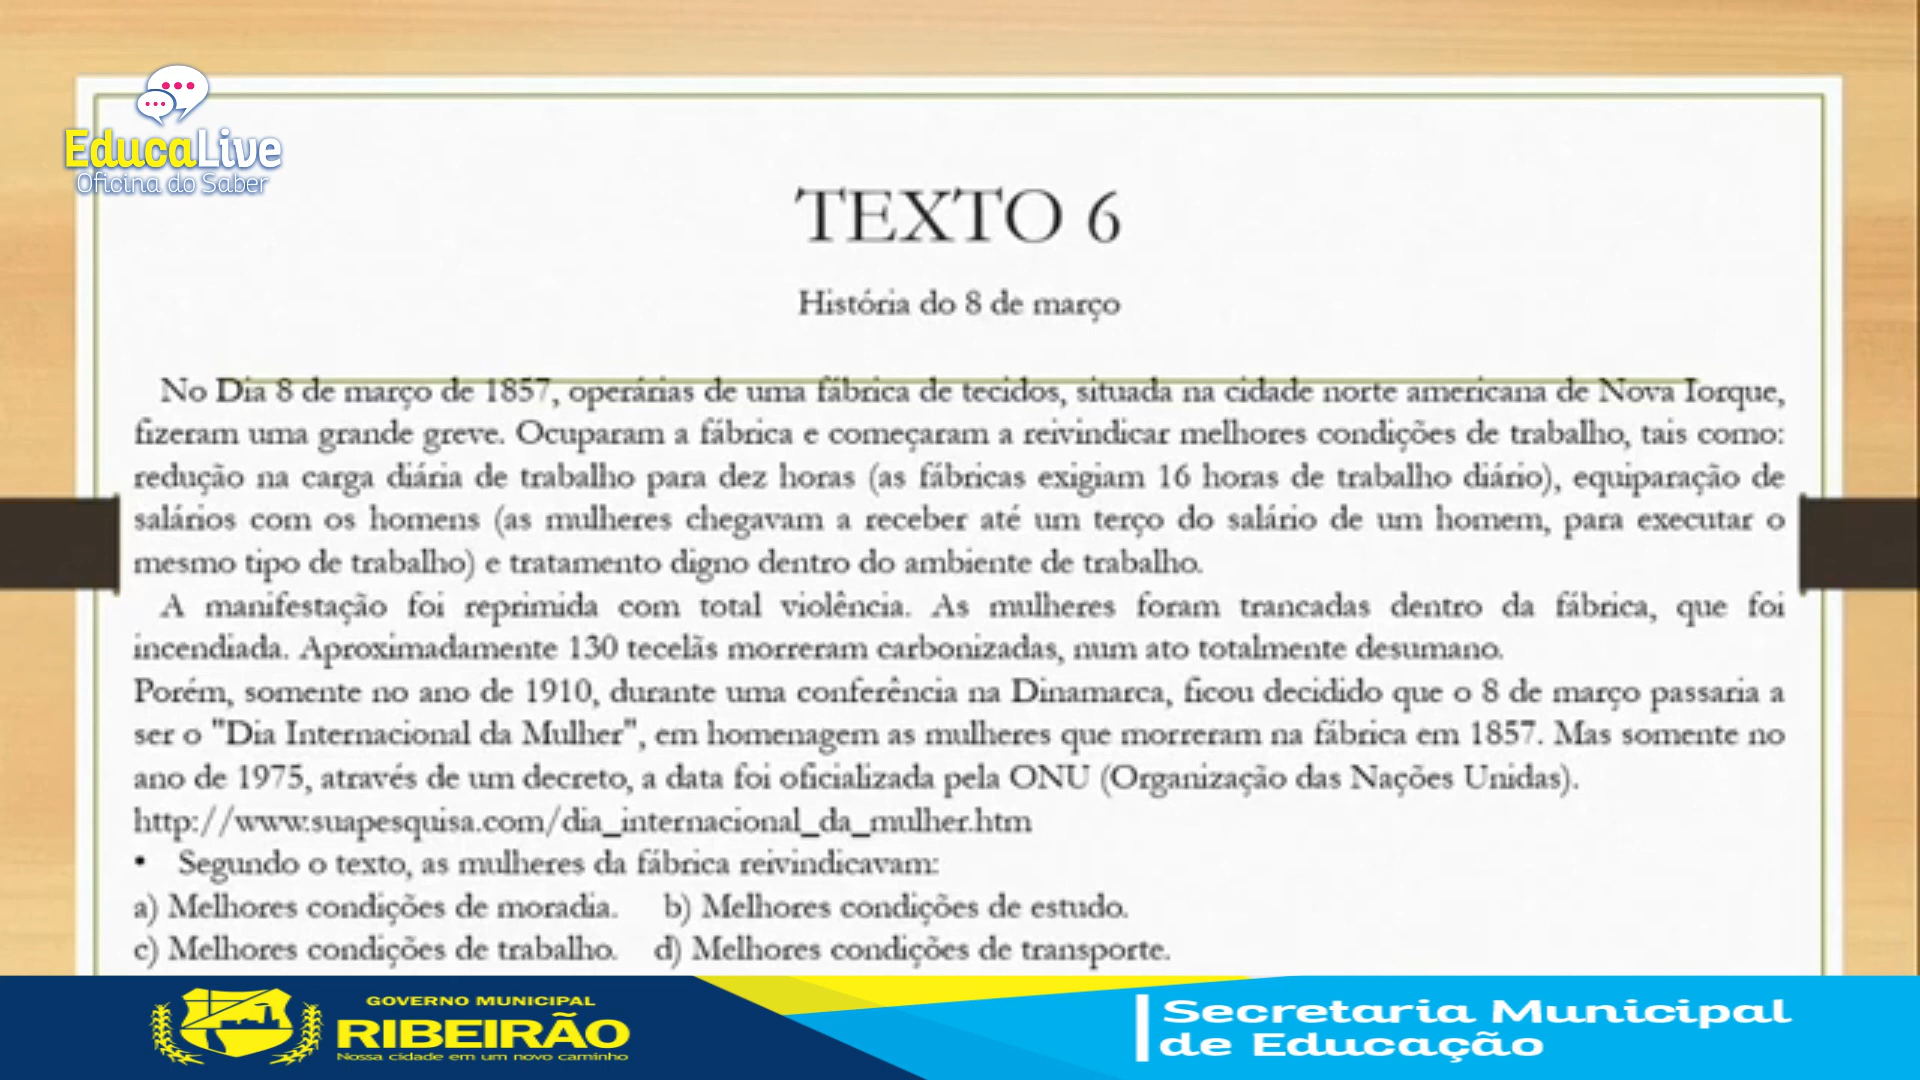 EducaLive
Oficina do Saber
TEXTO 6
História do 8 de março
No Dia 8 de março de 1857, operárias de uma fábrica de tecidos, situada na cidade norte americana de Nova Iorque,
fizeram uma grande greve. Ocuparam a fábrica e começaram a reivindicar melhores condições de trabalho, tais como:
redução na carga diária de trabalho para dez horas (as fábricas exigiam 16 horas de trabalho diário), equiparação de
salários com os homens (as mulheres chegavam a receber até um terço do salário de um homem, para executar o
mesmo tipo de trabalho) e tratamento digno dentro do ambiente de trabalho.
A manifestação foi reprimida com total violência. As mulheres foram trancadas dentro da fábrica, que foi
incendiada. Aproximadamente 130 tecelãs morreram carbonizadas, num ato totalmente desumano.
Porém, somente no ano de 1910, durante uma conferência na Dinamarca, ficou decidido que o 8 de março passaria a
ser o "Dia Internacional da Mulher", em homenagem as mulheres que morreram na fábrica em 1857. Mas somente no
ano de 1975, através de um decreto, a data foi oficializada pela ONU (Organização das Nações Unidas).
http://www.suapesquisa.com/dia_internacional_da_mulher.htm
• Segundo o texto, as mulheres da fábrica reivindicavam:
a) Melhores condições de moradia. b) Melhores condições de estudo.
c) Melhores condições de trabalho. d) Melhores condições de transporte.
GOVERNO MUNICIPAL
RIBEIRÃO
Nossa cidade em um novo caminho
Secretaria Municipal
de Educação